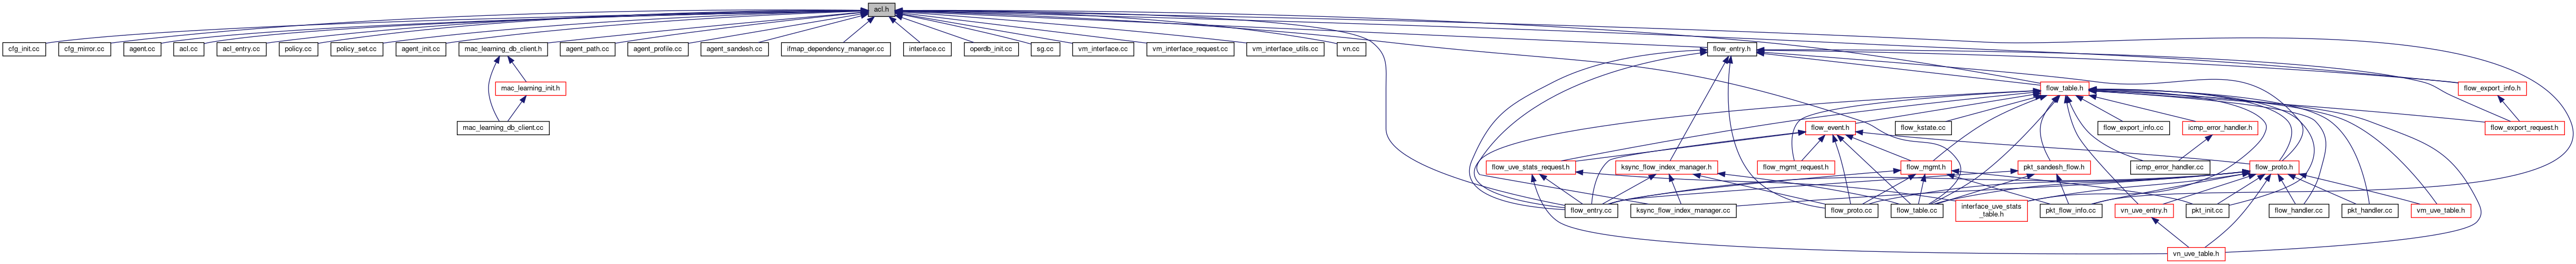 acl.h
cfg_init.cc
cfg_mirror.cc
agent.cc
acl.cc
acl_entry.cc
policy.cc
policy_set.cc
agent_init.cc
mac_learning_db_client.h
agent_path.cc
agent_profile.cc
agent_sandesh.cc
ifmap_dependency_manager.cc
interface.cc
operdb_init.cc
sg.cc
vm_interface.cc
vm_interface_request.cc
vm_interface_utils.cc
vn.cc
flow_entry.h
mac_learning_init.h
flow_table.h
flow_export_info.h
mac_learning_db_client.cc
flow_event.h
flow_kstate.cc
flow_export_info.cc
icmp_error_handler.h
flow_export_request.h
flow_uve_stats_request.h
ksync_flow_index_manager.h
flow_mgmt_request.h
flow_mgmt.h
pkt_sandesh_flow.h
icmp_error_handler.cc
flow_proto.h
flow_entry.cc
ksync_flow_index_manager.cc
flow_proto.cc
flow_table.cc
interface_uve_stats
_table.h
pkt_flow_info.cc
vn_uve_entry.h
pkt_init.cc
flow_handler.cc
pkt_handler.cc
vm_uve_table.h
vn_uve_table.h